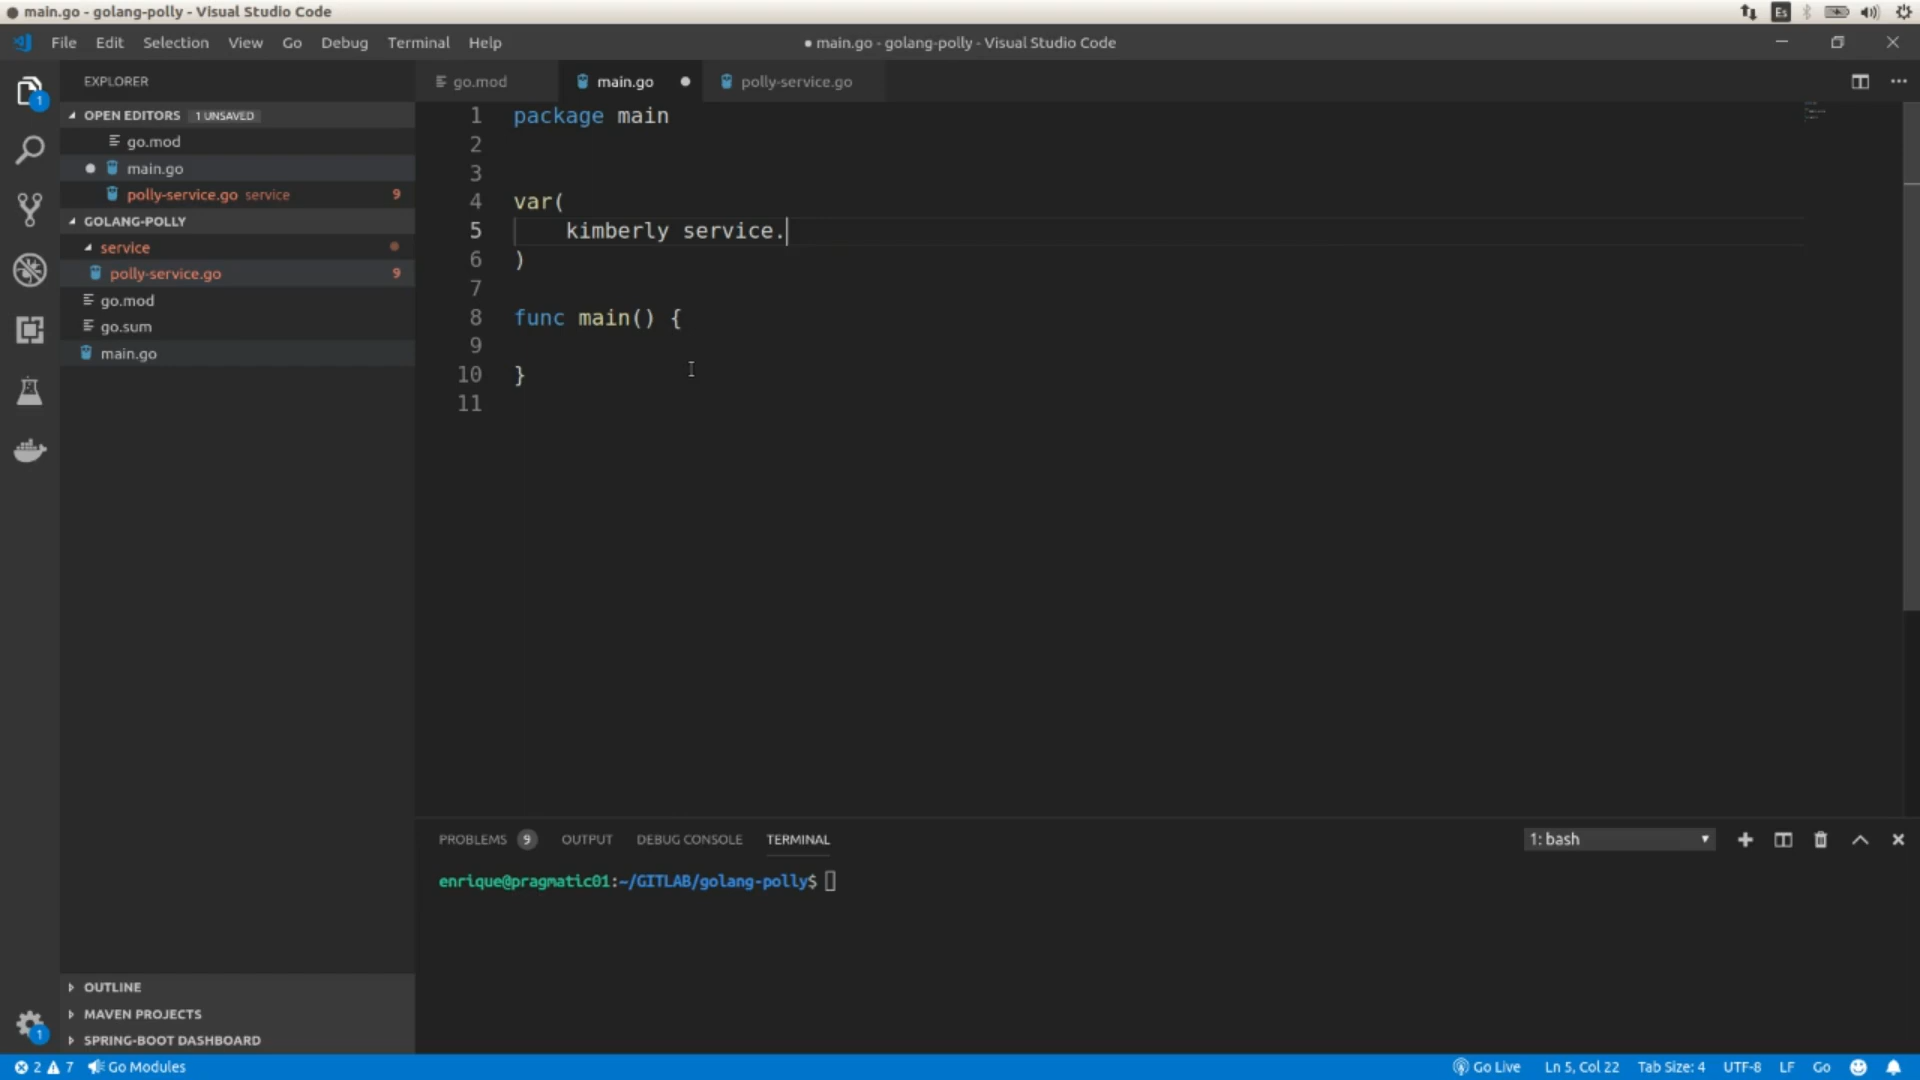 main.go - golang-polly - Visual Studio Code
Es
File Edit Selection View Go Debug Terminal Help
● main.go - golang-polly - Visual Studio Code
EXPLORER
go.mod
main.go
polly-service.go
OPEN EDITORS 1 UNSAVED
go.mod
main.go
polly-service.go service 9
GOLANG-POLLY
service
polly-service.go 9
go.mod
go.sum
main.go
1 package main
2
3
4 var(
5 kimberly service.
6 )
7
8 func main() {
9
10 }
11
PROBLEMS 9 OUTPUT DEBUG CONSOLE TERMINAL
1: bash
enrique@pragmatic01:~/GITLAB/golang-polly$
OUTLINE
MAVEN PROJECTS
SPRING-BOOT DASHBOARD
1
1
2 7 Go Modules
Go Live Ln 5, Col 22 Tab Size: 4 UTF-8 LF Go